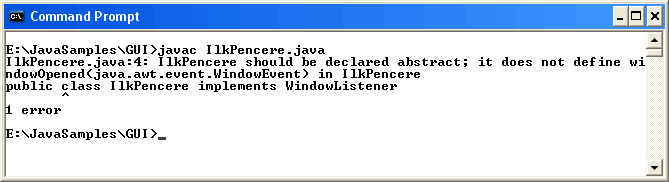 Command Prompt
E:\JavaSamples\GUI>javac IlkPencere.java
IlkPencere.java:4: IlkPencere should be declared abstract; it does not define wi
ndowOpened(java.awt.event.WindowEvent) in IlkPencere
public class IlkPencere implements WindowListener
^
1 error
E:\JavaSamples\GUI>_